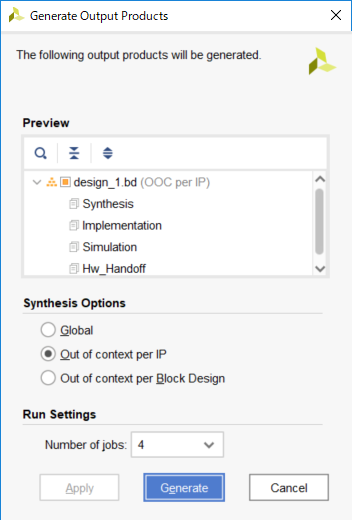 Generate Output Products
The following output products will be generated.
Preview
design_1.bd (OOC per IP)
Synthesis
Implementation
Simulation
Hw_Handoff
Synthesis Options
Global
Out of context per IP
Out of context per Block Design
Run Settings
Number of jobs: 4
Apply Generate Cancel